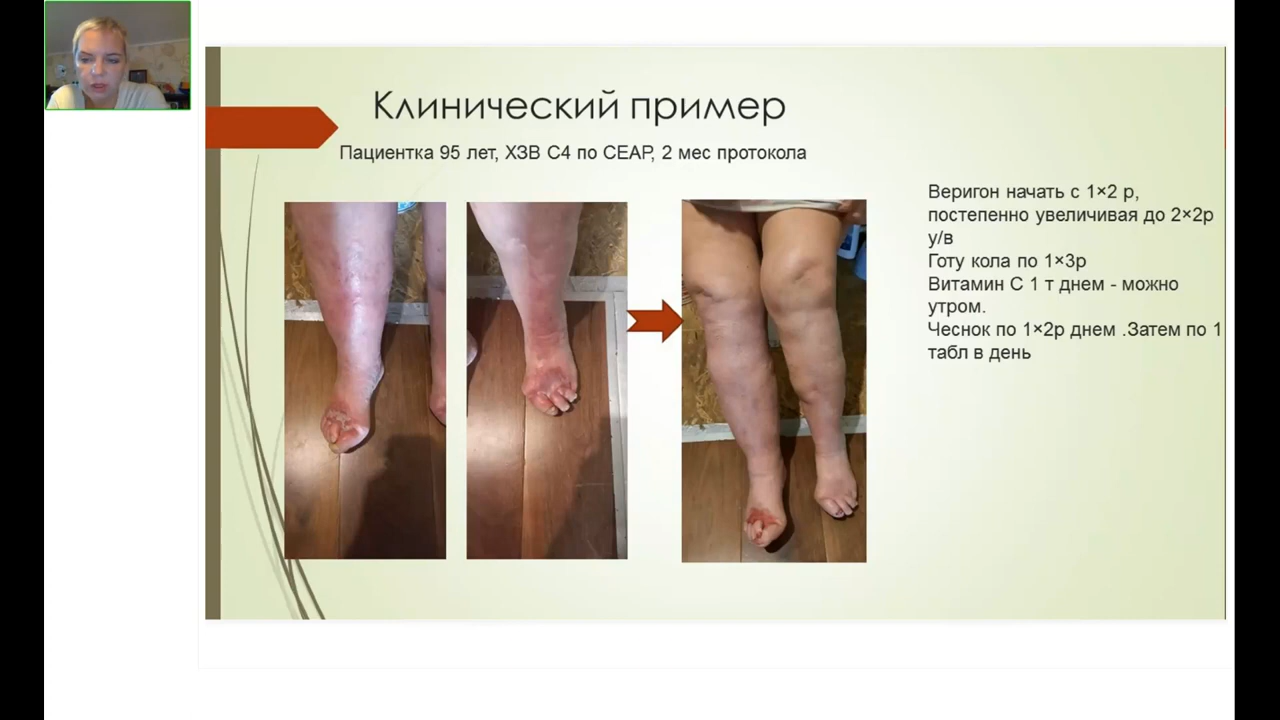 Клинический пример
Пациентка 95 лет, ХЗВ С4 по СЕАР, 2 мес протокола
Веригон начать с 1×2 р,
постепенно увеличивая до 2×2р
у/в
Готу кола по 1×3р
Витамин С 1 т днем - можно
утром.
Чеснок по 1×2р днем .Затем по 1
табл в день